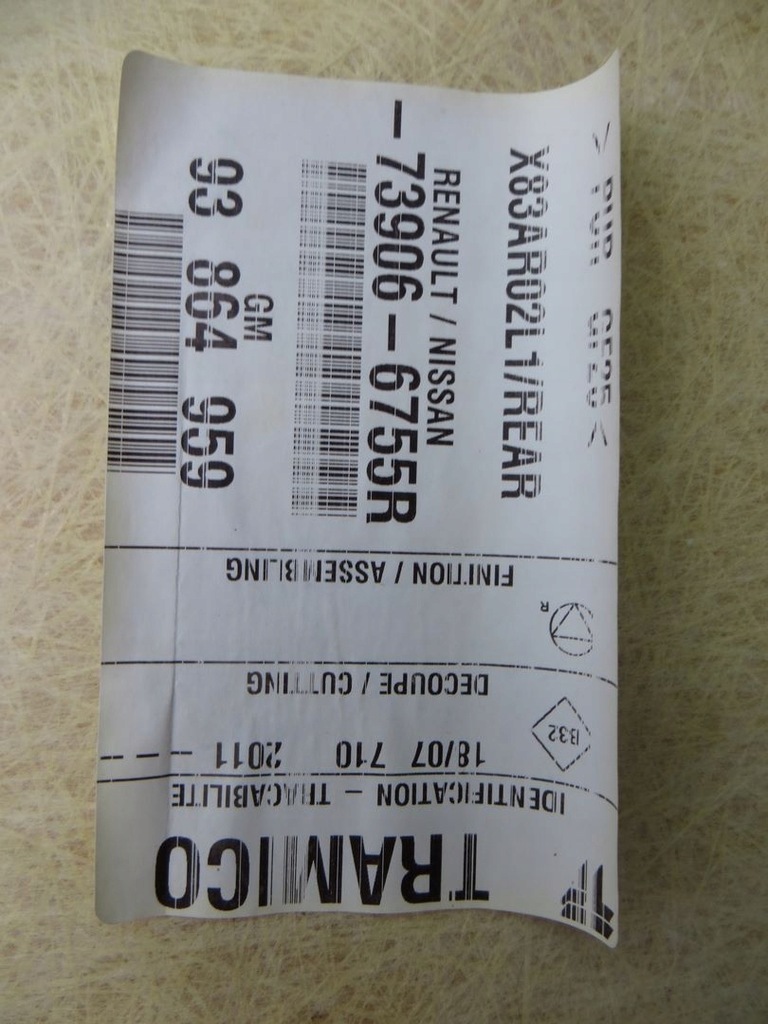 TRAMICO
IDENTIFICATION - TRACABILITE
18/07 710 2011 - - - -
B32
DECOUPE / CUTTING
R
FINITION / ASSEMBLING
> PUR GF25 <
X83AR02L1/REAR
RENAULT / NISSAN
- 73906 - 6755R
GM
93 864 959